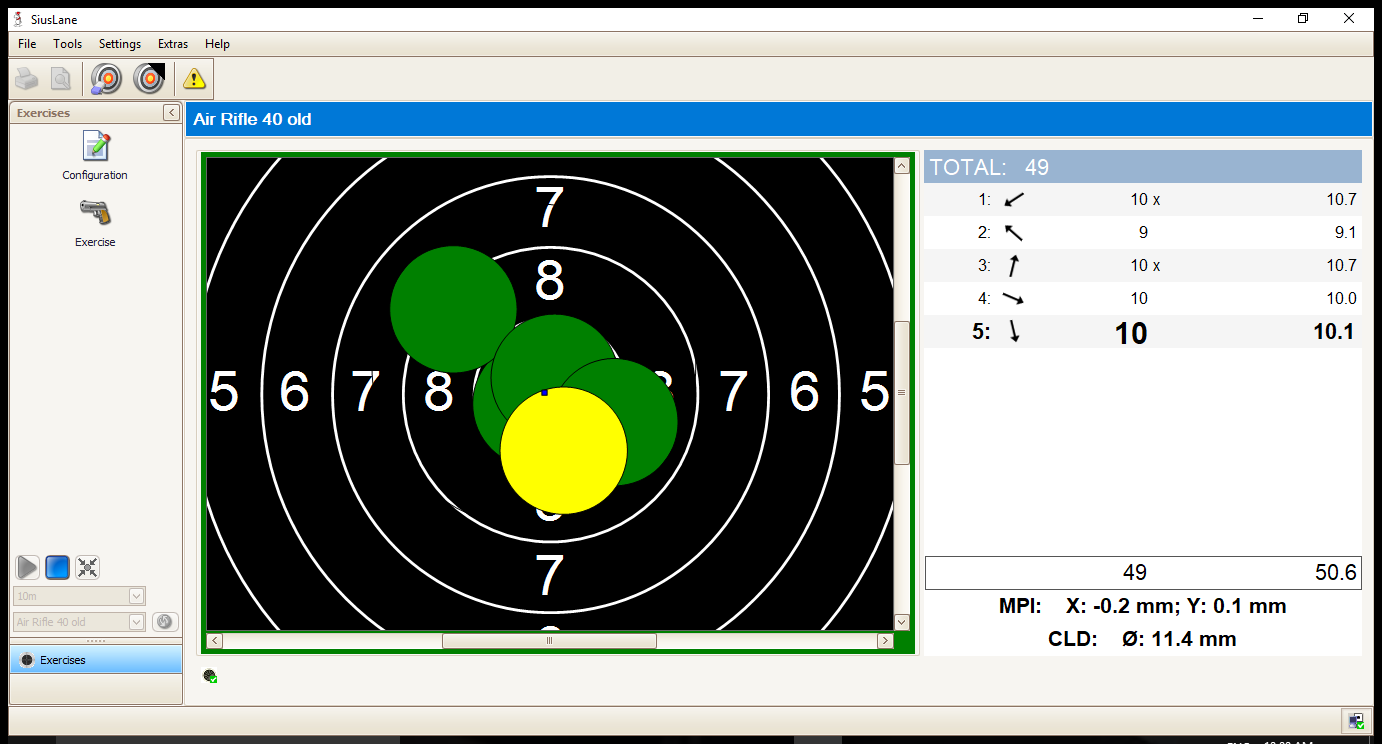 SiusLane
File Tools Settings Extras Help
Exercises
Air Rifle 40 old
Configuration
Exercise
7
8
5 6 7 8 7 6 5
7
TOTAL: 49
1: 10 x 10.7
2: 9 9.1
3: 10 x 10.7
4: 10 10.0
5: 10 10.1
49 50.6
MPI: X: -0.2 mm; Y: 0.1 mm
CLD: Ø: 11.4 mm
10m
Air Rifle 40 old
Exercises